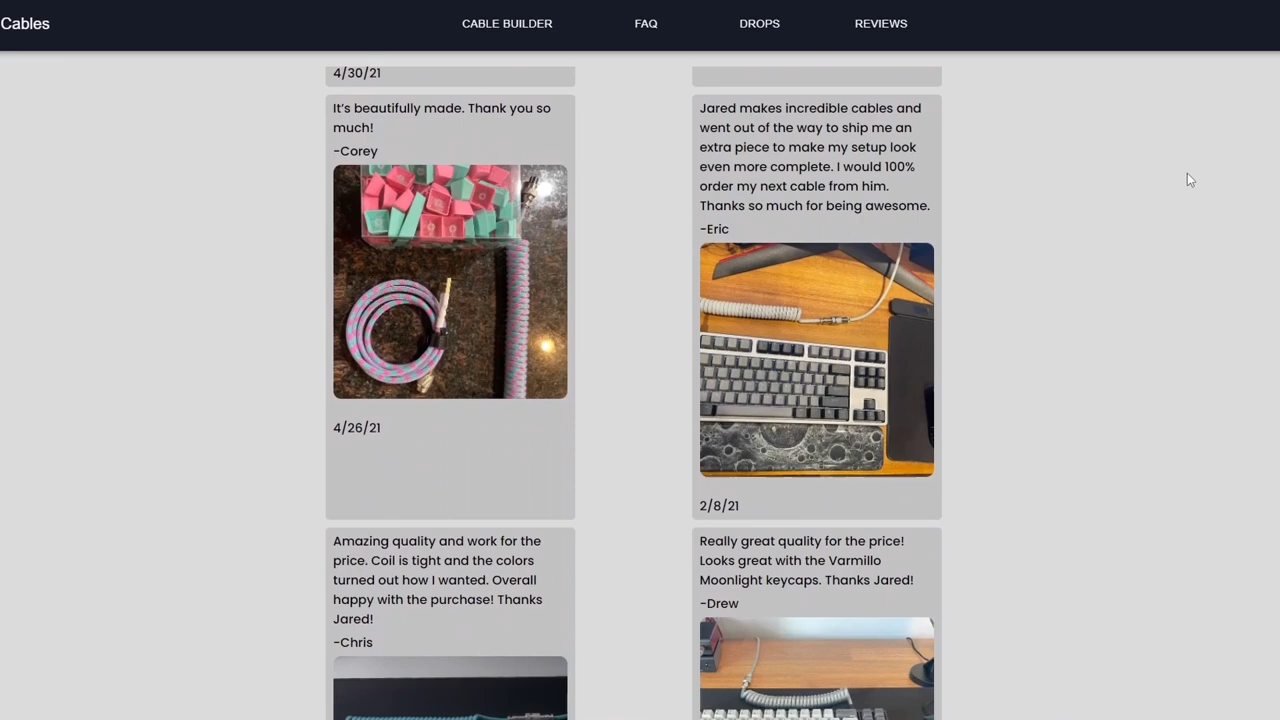 Cables
CABLE BUILDER
FAQ
DROPS
REVIEWS
4/30/21
It's beautifully made. Thank you so
much!
-Corey
4/26/21
Jared makes incredible cables and
went out of the way to ship me an
extra piece to make my setup look
even more complete. I would 100%
order my next cable from him.
Thanks so much for being awesome.
-Eric
2/8/21
Amazing quality and work for the
price. Coil is tight and the colors
turned out how I wanted. Overall
happy with the purchase! Thanks
Jared!
-Chris
Really great quality for the price!
Looks great with the Varmillo
Moonlight keycaps. Thanks Jared!
-Drew